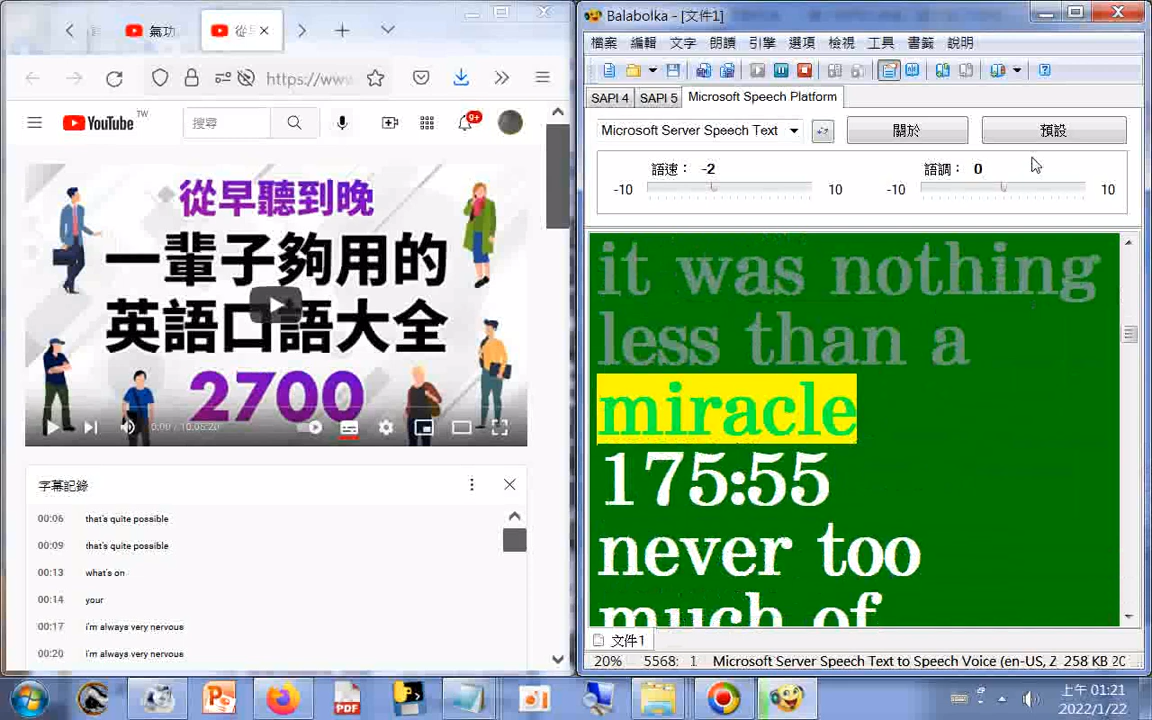 氣功
從
https://www
YouTube TW
搜尋
9+
從早聽到晚
一輩子夠用的
英語口語大全
2700
0:00 / 10:05:20
字幕記錄
00:06 that's quite possible
00:09 that's quite possible
00:13 what's on
00:14 your
00:17 i'm always very nervous
00:20 i'm always very nervous
Balabolka - [文件1]
檔案 編輯 文字 朗讀 引擎 選項 檢視 工具 書籤 說明
SAPI 4 SAPI 5 Microsoft Speech Platform
Microsoft Server Speech Text 關於 預設
語速： -2 語調： 0
-10 10 -10 10
it was nothing
less than a
miracle
175:55
never too
much of
文件1
20% 5568: 1 Microsoft Server Speech Text to Speech Voice (en-US, Z 258 KB 20
PDF
上午 01:21
2022/1/22